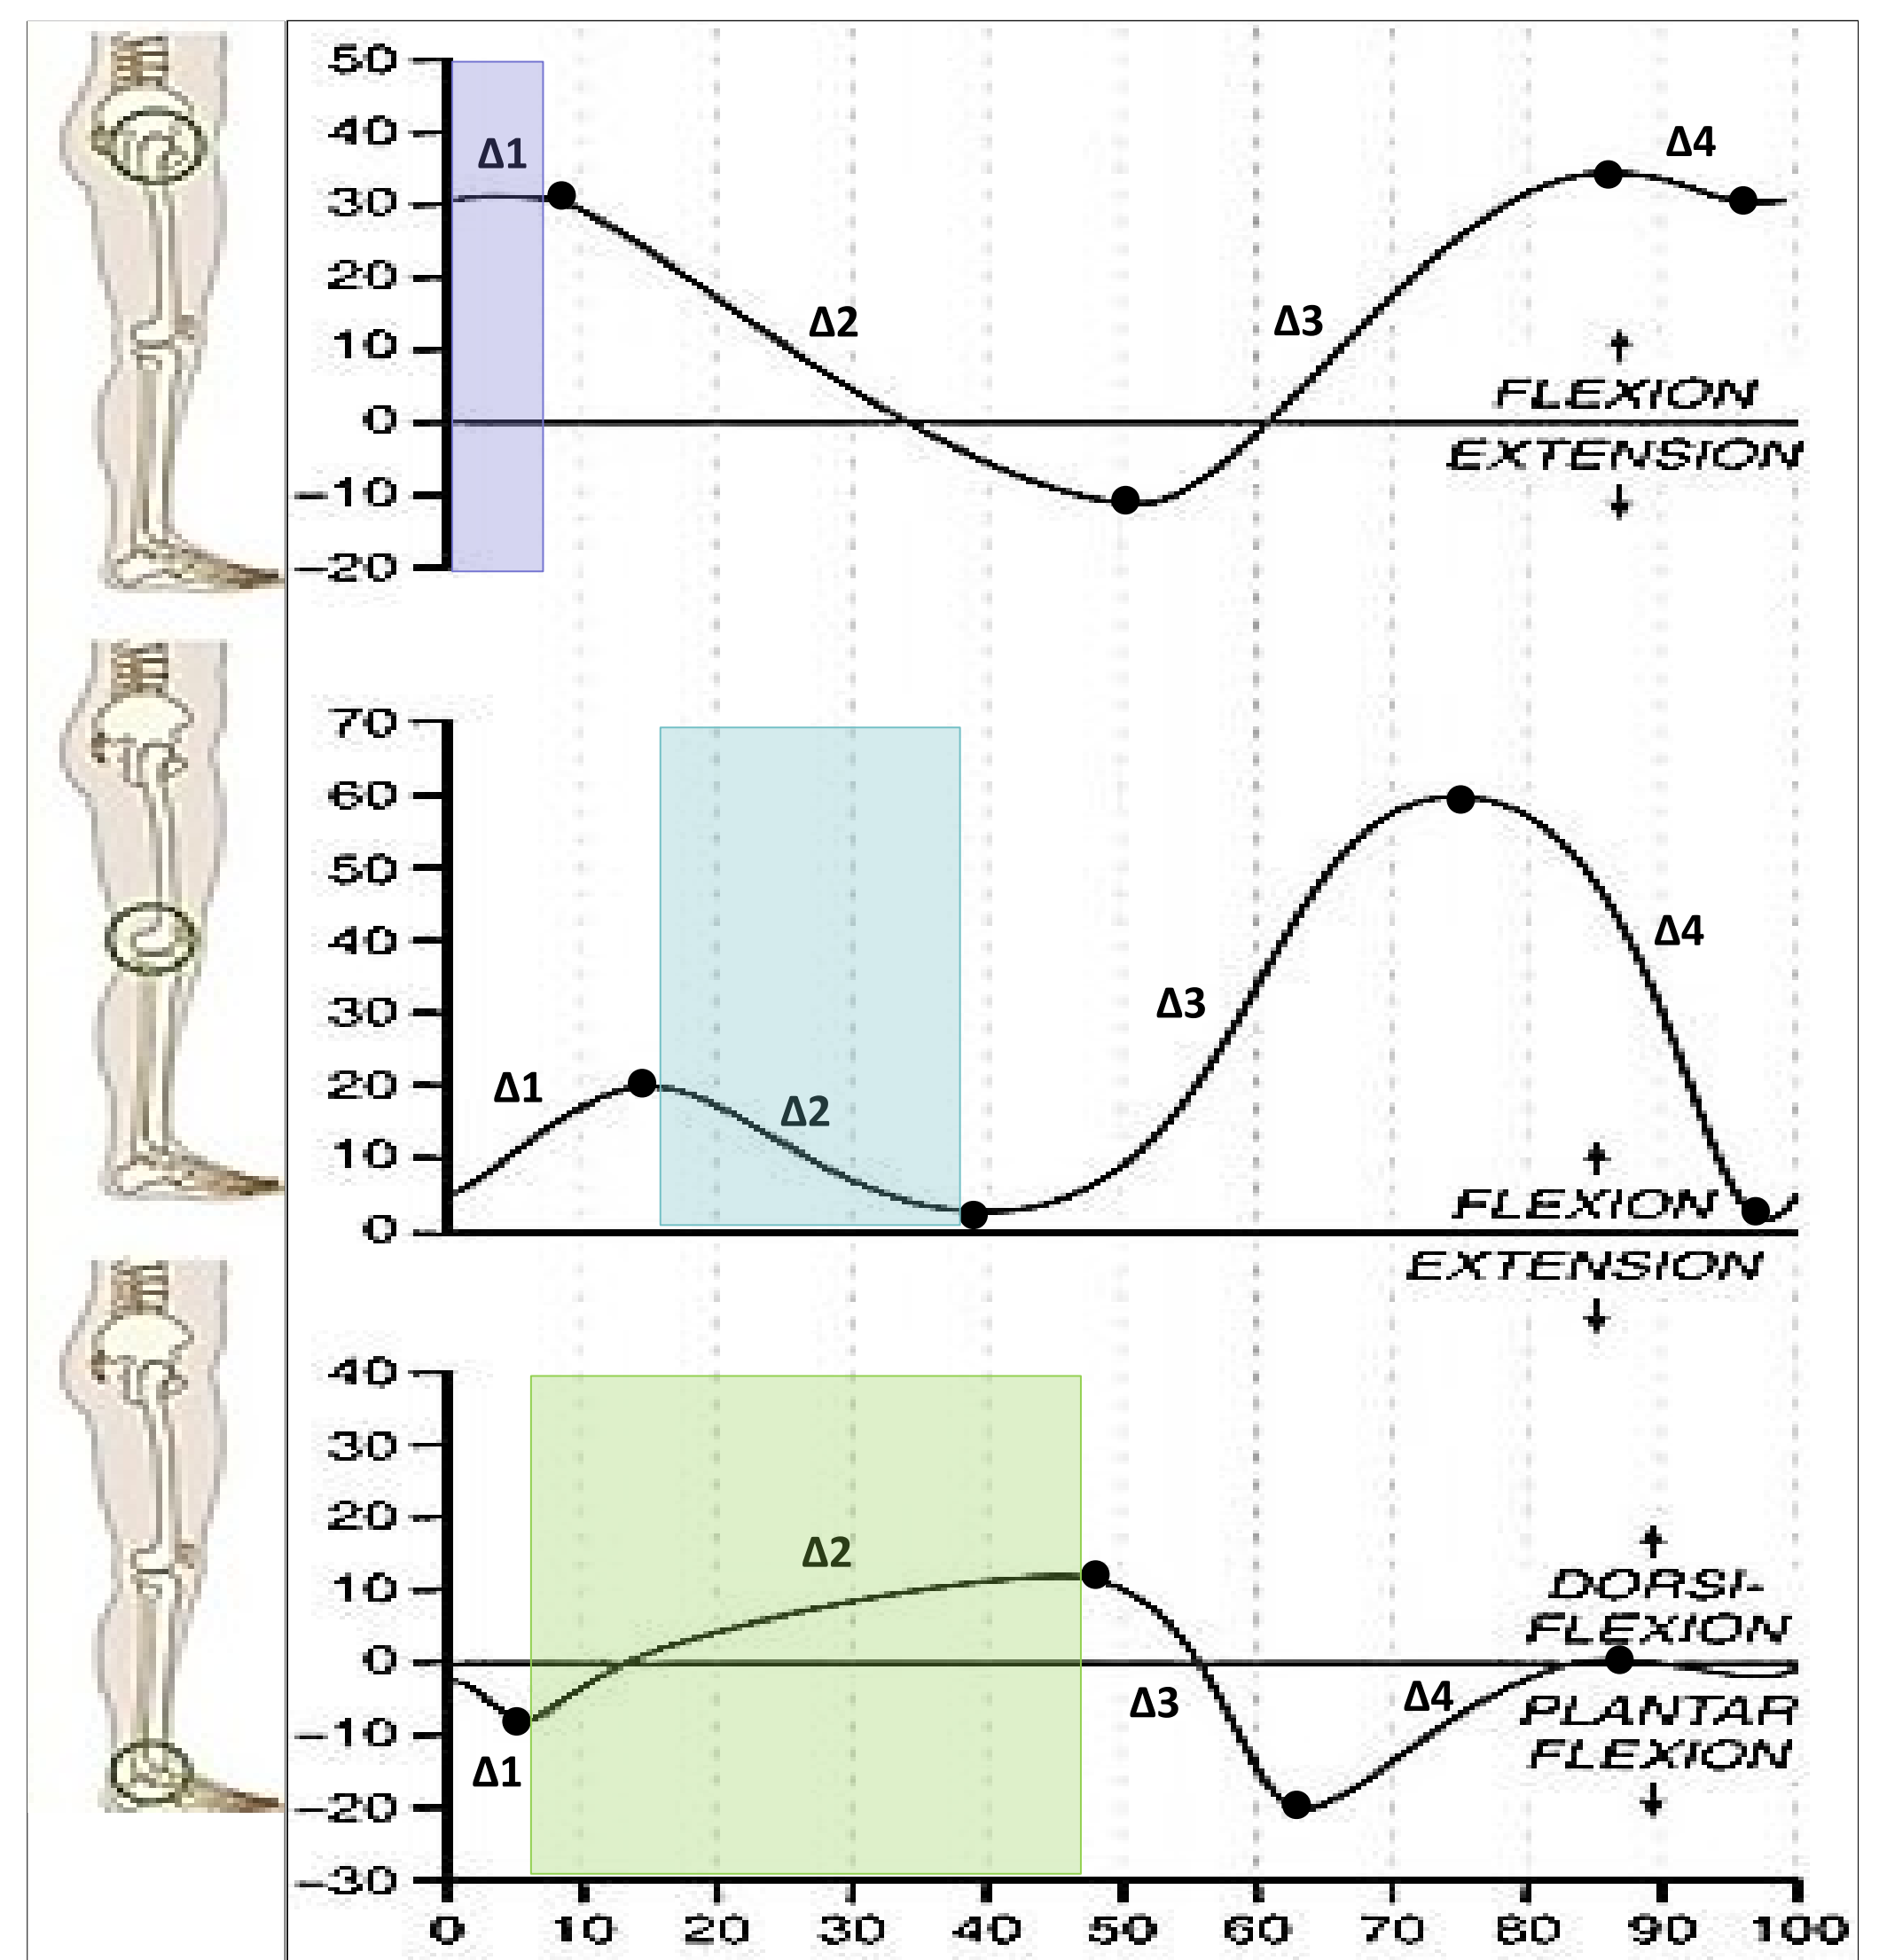 50
40
30
20
10
0
−10
−20
Δ1
Δ2
Δ3
Δ4
↑
FLEXION
EXTENSION
↓
70
60
50
40
30
20
10
0
Δ1
Δ2
Δ3
Δ4
↑
FLEXION
EXTENSION
↓
40
30
20
10
0
−10
−20
−30
Δ1
Δ2
Δ3
Δ4
↑
DORSI-
FLEXION
PLANTAR
FLEXION
↓
0 10 20 30 40 50 60 70 80 90 100